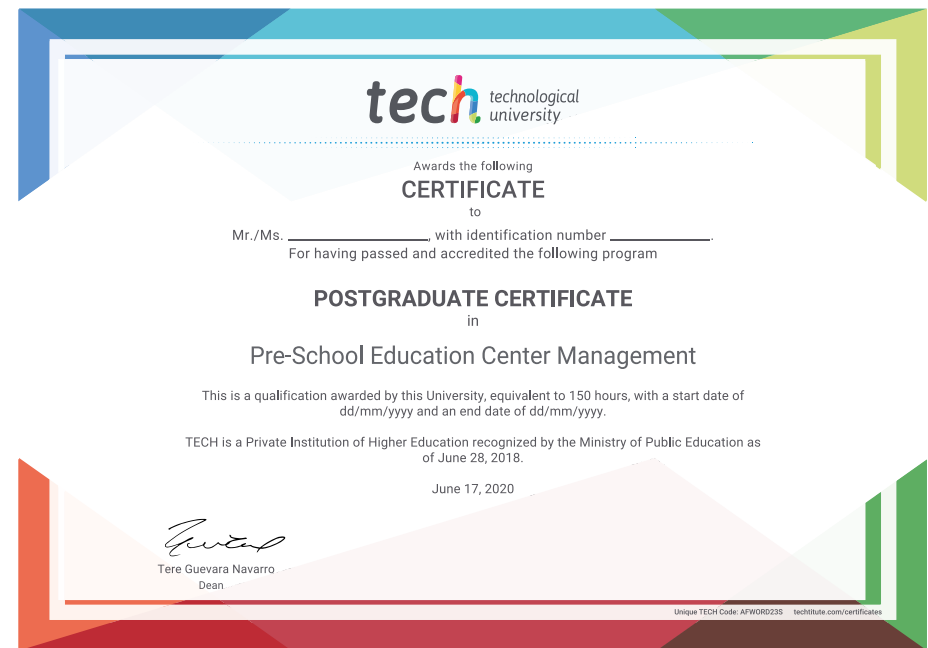 tech technological
university
Awards the following
CERTIFICATE
to
Mr./Ms. ____________________, with identification number ______________.
For having passed and accredited the following program
POSTGRADUATE CERTIFICATE
in
Pre-School Education Center Management
This is a qualification awarded by this University, equivalent to 150 hours, with a start date of
dd/mm/yyyy and an end date of dd/mm/yyyy.
TECH is a Private Institution of Higher Education recognized by the Ministry of Public Education as
of June 28, 2018.
June 17, 2020
Tere Guevara Navarro
Dean
Unique TECH Code: AFWORD23S techtitute.com/certificates